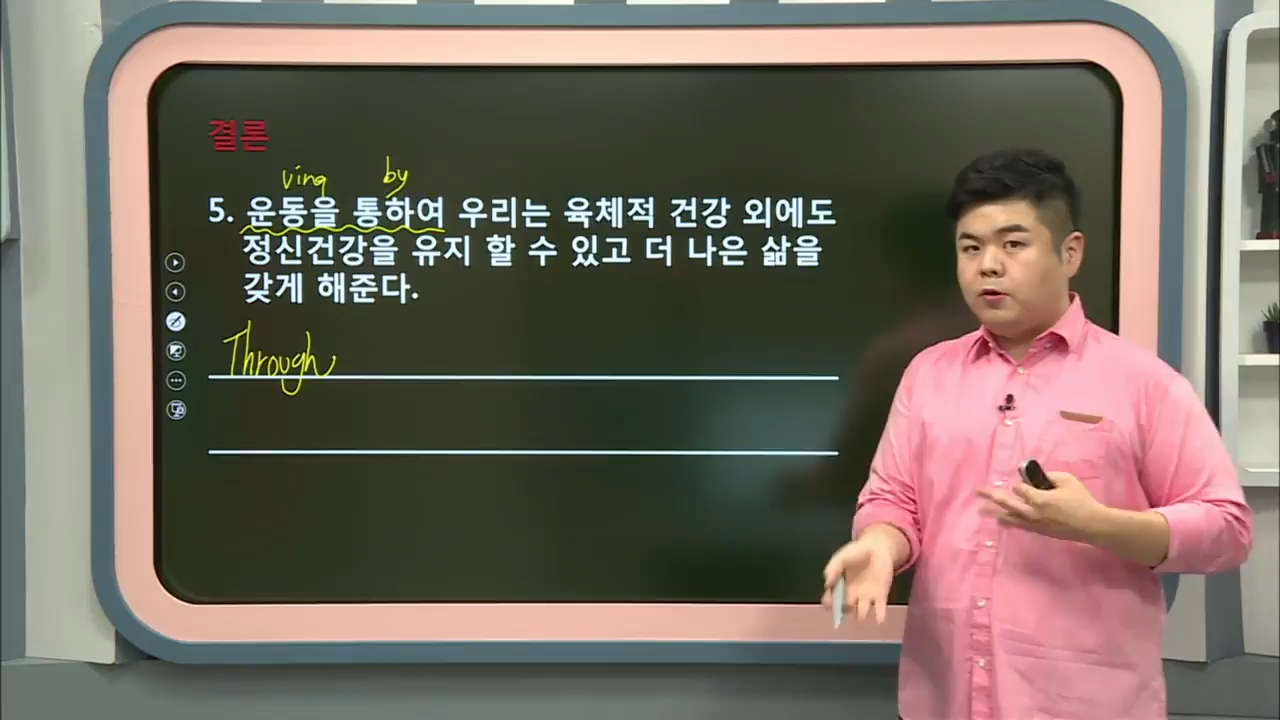 결론
ving by
5. 운동을 통하여 우리는 육체적 건강 외에도
정신건강을 유지 할 수 있고 더 나은 삶을
갖게 해준다.
Through